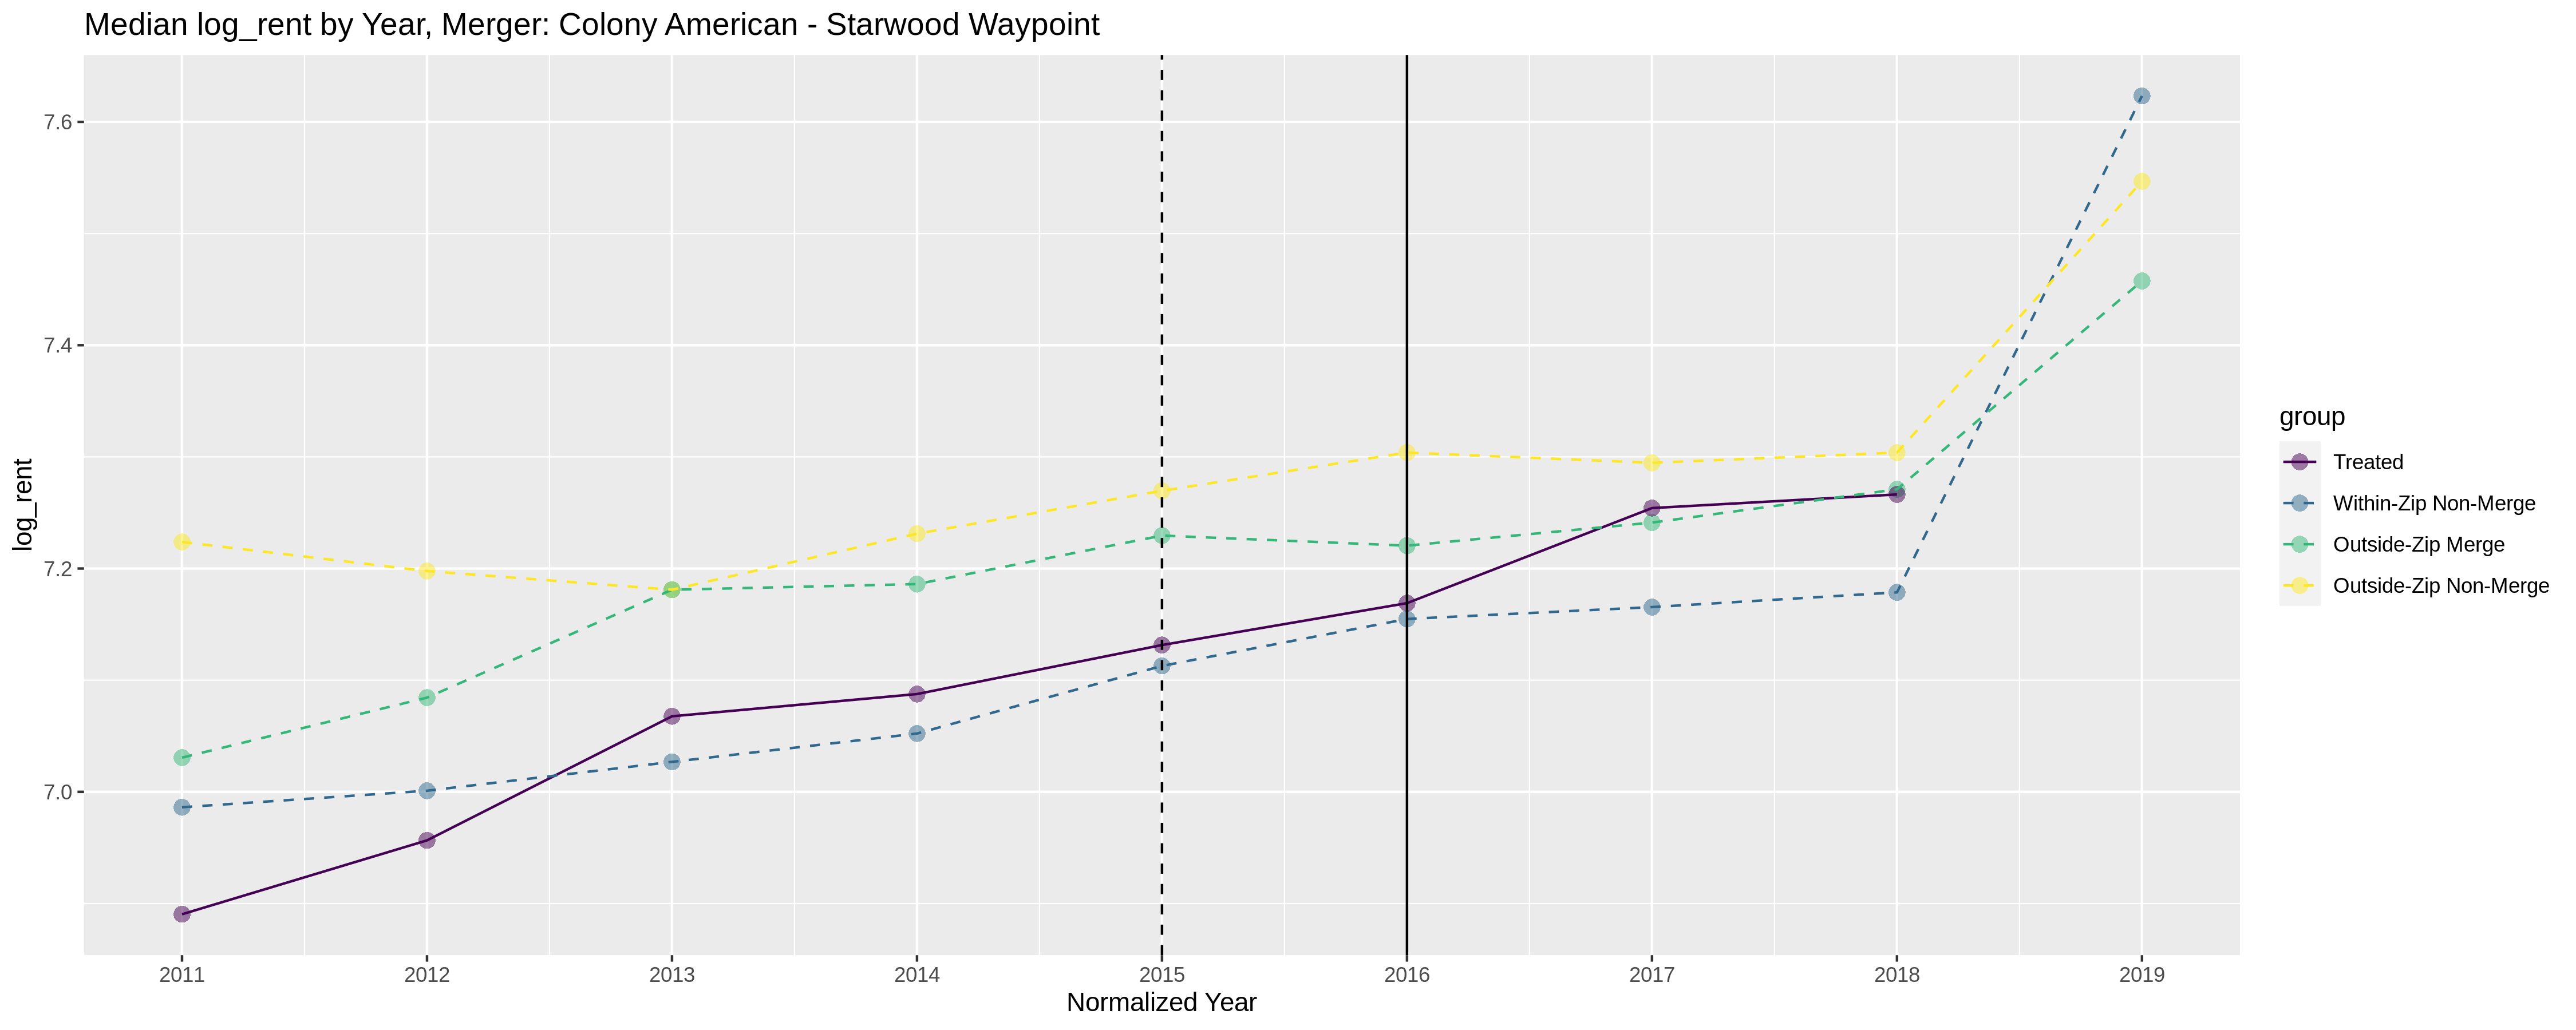 Median log_rent by Year, Merger: Colony American - Starwood Waypoint
log_rent
7.6
7.4
7.2
7.0
2011 2012 2013 2014 2015 2016 2017 2018 2019
Normalized Year
group
Treated
Within-Zip Non-Merge
Outside-Zip Merge
Outside-Zip Non-Merge